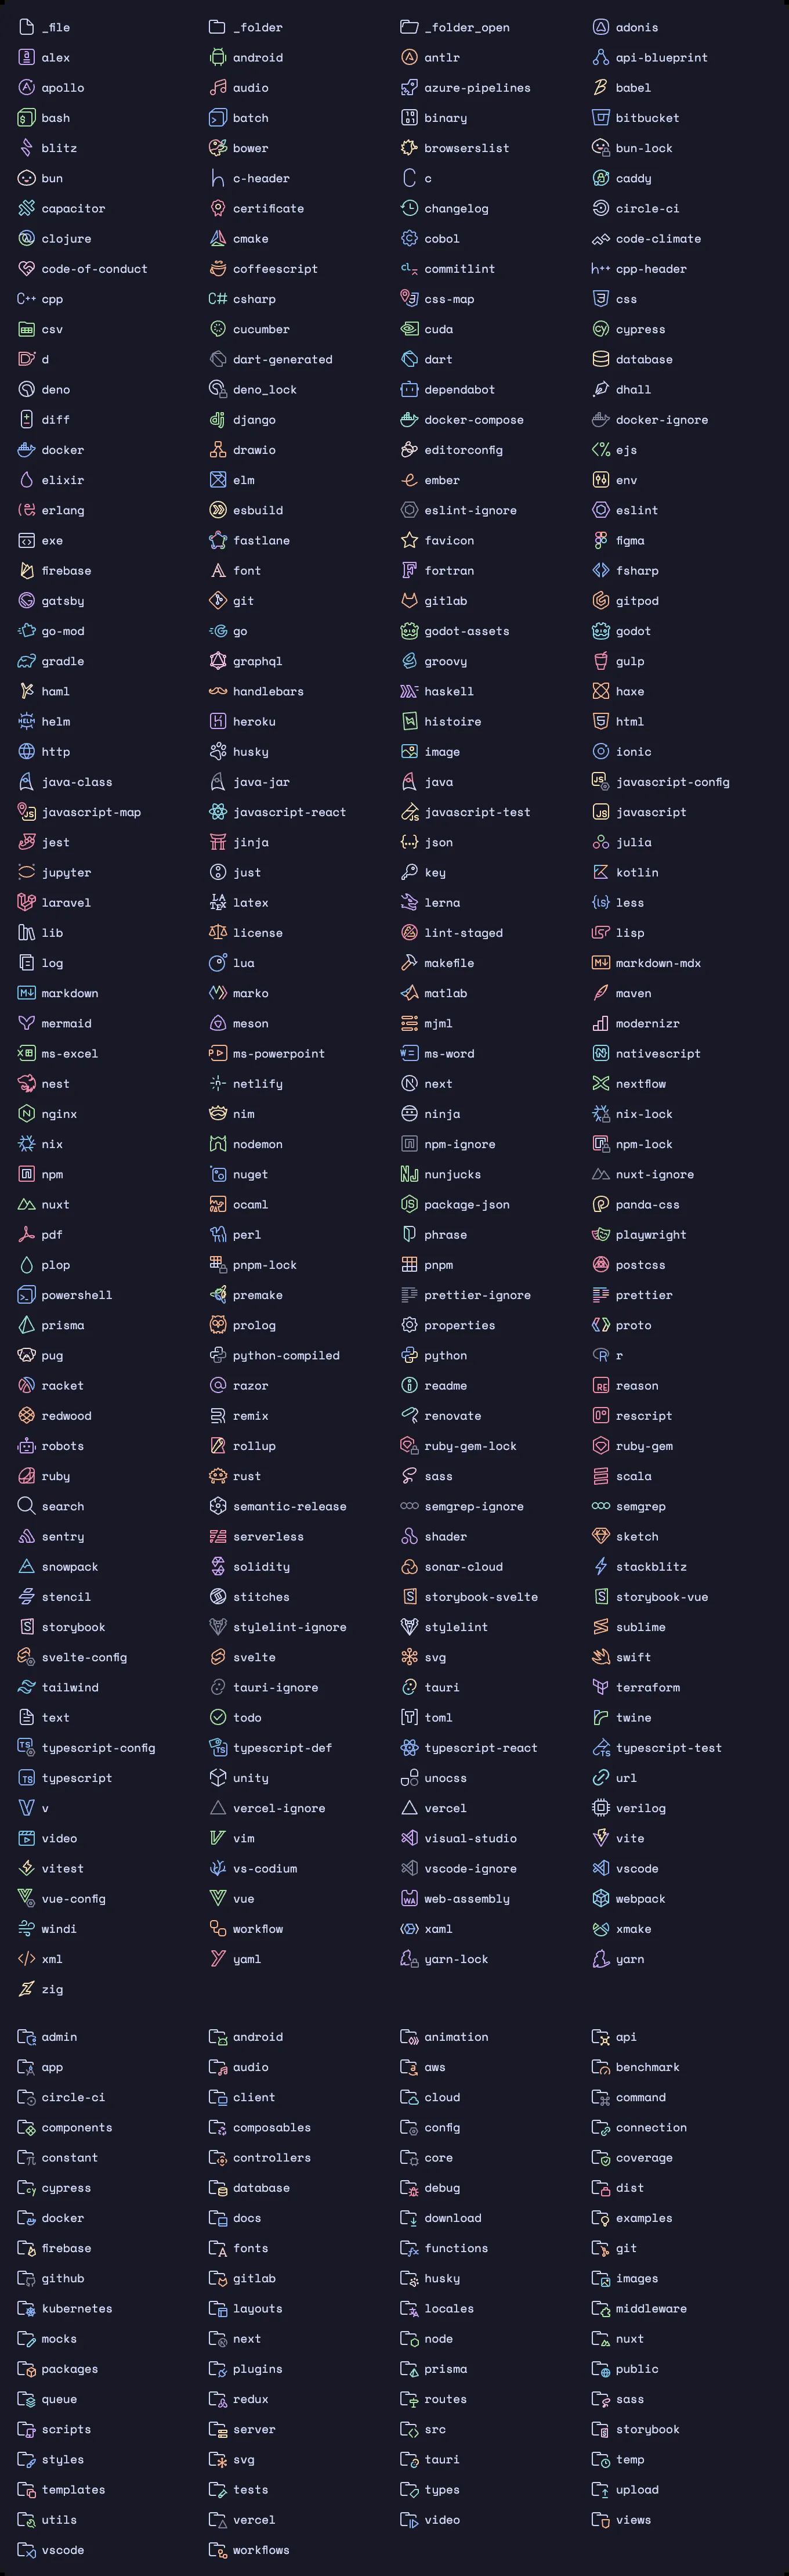 _file _folder _folder_open adonis
alex android antlr api-blueprint
apollo audio azure-pipelines babel
bash batch binary bitbucket
blitz bower browserslist bun-lock
bun c-header c caddy
capacitor certificate changelog circle-ci
clojure cmake cobol code-climate
code-of-conduct coffeescript commitlint cpp-header
cpp csharp css-map css
csv cucumber cuda cypress
d dart-generated dart database
deno deno_lock dependabot dhall
diff django docker-compose docker-ignore
docker drawio editorconfig ejs
elixir elm ember env
erlang esbuild eslint-ignore eslint
exe fastlane favicon figma
firebase font fortran fsharp
gatsby git gitlab gitpod
go-mod go godot-assets godot
gradle graphql groovy gulp
haml handlebars haskell haxe
helm heroku histoire html
http husky image ionic
java-class java-jar java javascript-config
javascript-map javascript-react javascript-test javascript
jest jinja json julia
jupyter just key kotlin
laravel latex lerna less
lib license lint-staged lisp
log lua makefile markdown-mdx
markdown marko matlab maven
mermaid meson mjml modernizr
ms-excel ms-powerpoint ms-word nativescript
nest netlify next nextflow
nginx nim ninja nix-lock
nix nodemon npm-ignore npm-lock
npm nuget nunjucks nuxt-ignore
nuxt ocaml package-json panda-css
pdf perl phrase playwright
plop pnpm-lock pnpm postcss
powershell premake prettier-ignore prettier
prisma prolog properties proto
pug python-compiled python r
racket razor readme reason
redwood remix renovate rescript
robots rollup ruby-gem-lock ruby-gem
ruby rust sass scala
search semantic-release semgrep-ignore semgrep
sentry serverless shader sketch
snowpack solidity sonar-cloud stackblitz
stencil stitches storybook-svelte storybook-vue
storybook stylelint-ignore stylelint sublime
svelte-config svelte svg swift
tailwind tauri-ignore tauri terraform
text todo toml twine
typescript-config typescript-def typescript-react typescript-test
typescript unity unocss url
v vercel-ignore vercel verilog
video vim visual-studio vite
vitest vs-codium vscode-ignore vscode
vue-config vue web-assembly webpack
windi workflow xaml xmake
xml yaml yarn-lock yarn
zig
admin android animation api
app audio aws benchmark
circle-ci client cloud command
components composables config connection
constant controllers core coverage
cypress database debug dist
docker docs download examples
firebase fonts functions git
github gitlab husky images
kubernetes layouts locales middleware
mocks next node nuxt
packages plugins prisma public
queue redux routes sass
scripts server src storybook
styles svg tauri temp
templates tests types upload
utils vercel video views
vscode workflows